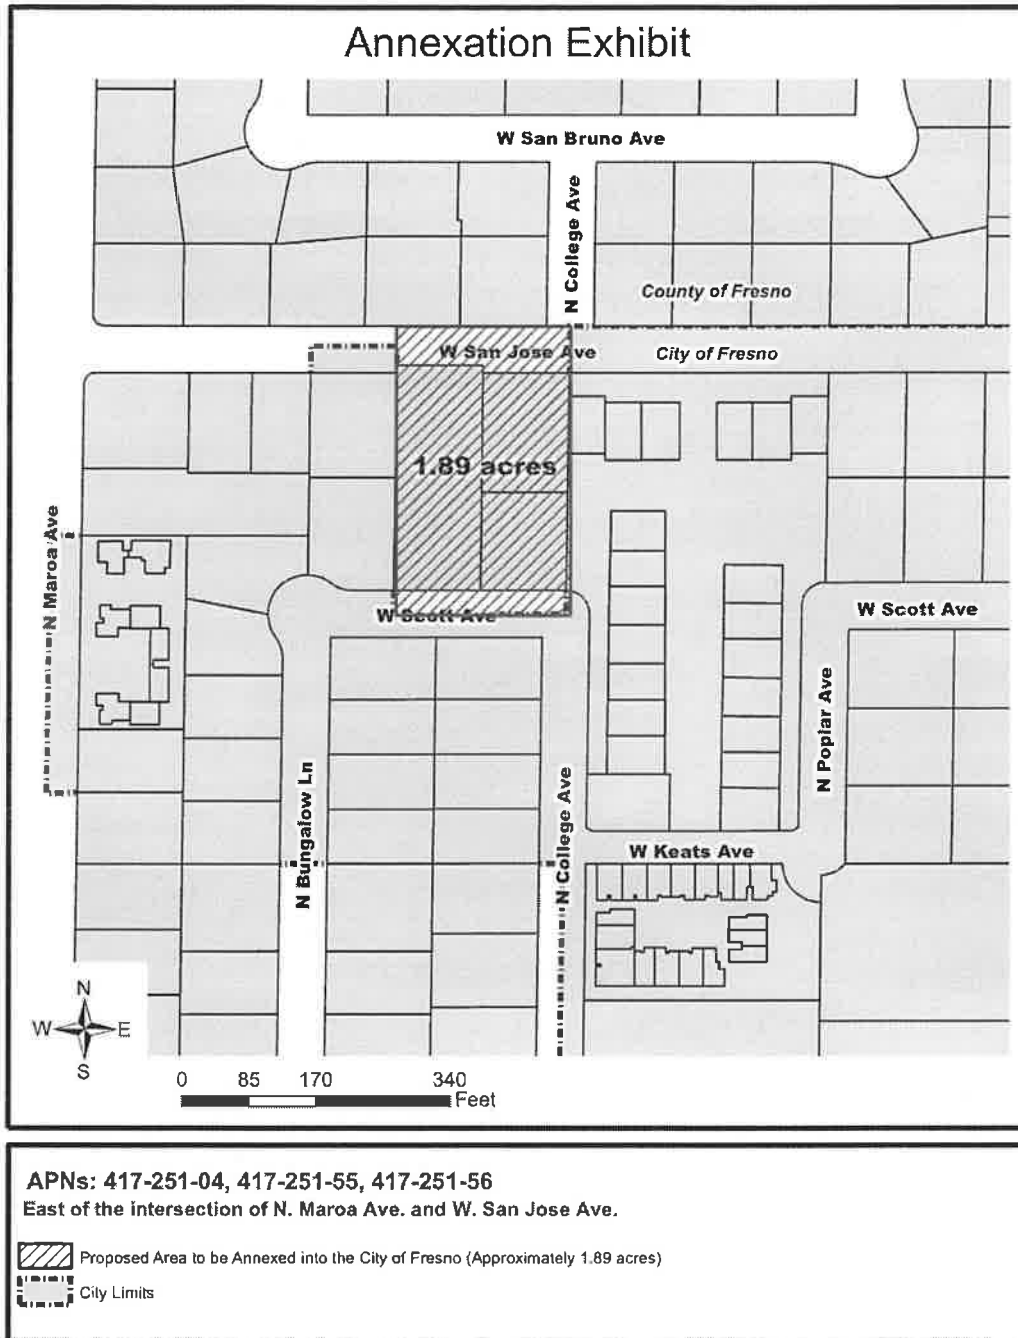 Annexation Exhibit
W San Bruno Ave
N College Ave
County of Fresno
W San Jose Ave
City of Fresno
1.89 acres
N Maroa Ave
W Scott Ave
W Scott Ave
N Poplar Ave
N Bungalow Ln
N College Ave
W Keats Ave
N
W E
S
0 85 170 340
Feet
APNs: 417-251-04, 417-251-55, 417-251-56
East of the intersection of N. Maroa Ave. and W. San Jose Ave.
Proposed Area to be Annexed into the City of Fresno (Approximately 1.89 acres)
City Limits